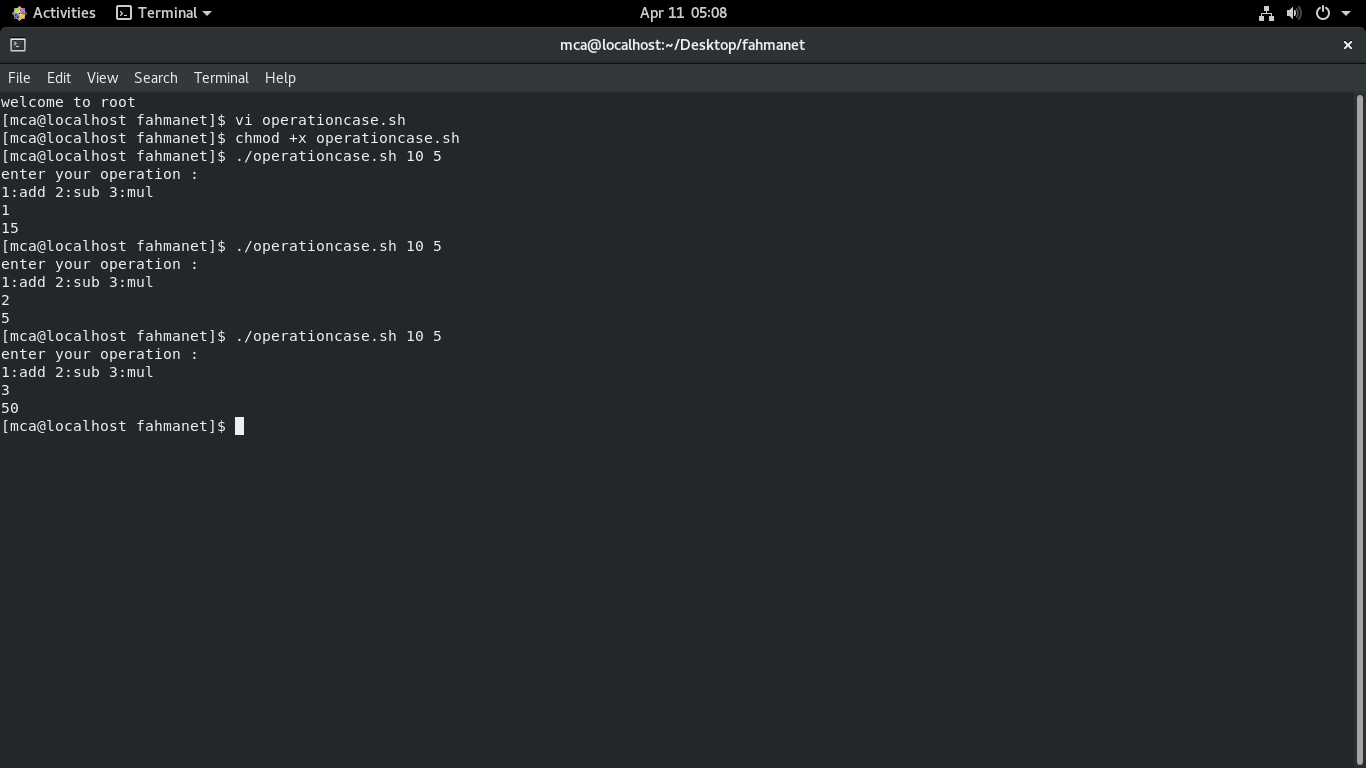 Activities Terminal Apr 11 05:08
mca@localhost:~/Desktop/fahmanet
File Edit View Search Terminal Help
welcome to root
[mca@localhost fahmanet]$ vi operationcase.sh
[mca@localhost fahmanet]$ chmod +x operationcase.sh
[mca@localhost fahmanet]$ ./operationcase.sh 10 5
enter your operation :
1:add 2:sub 3:mul
1
15
[mca@localhost fahmanet]$ ./operationcase.sh 10 5
enter your operation :
1:add 2:sub 3:mul
2
5
[mca@localhost fahmanet]$ ./operationcase.sh 10 5
enter your operation :
1:add 2:sub 3:mul
3
50
[mca@localhost fahmanet]$